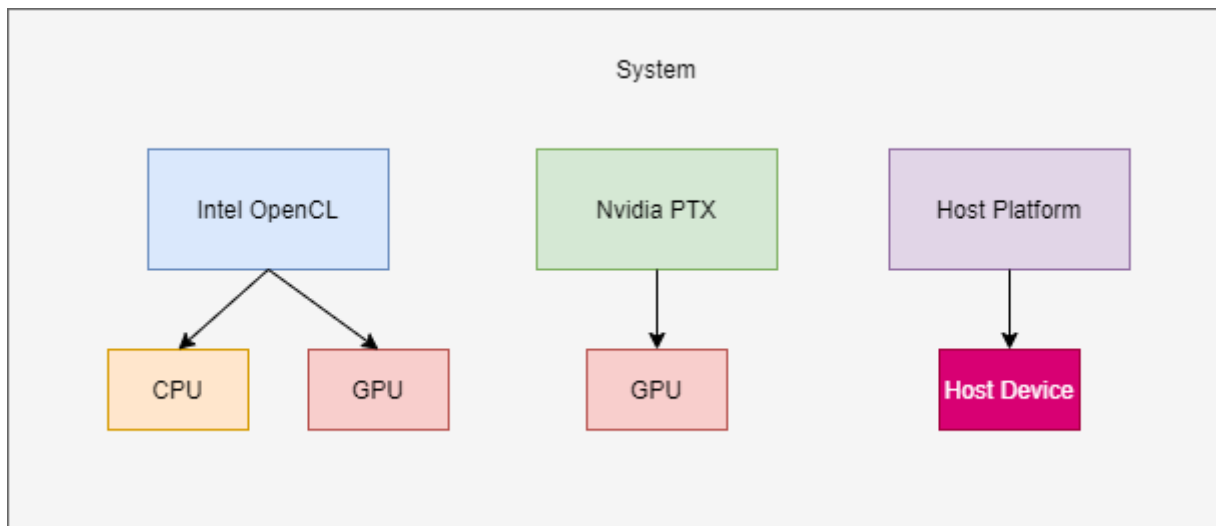 System
Intel OpenCL
Nvidia PTX
Host Platform
CPU
GPU
GPU
Host Device